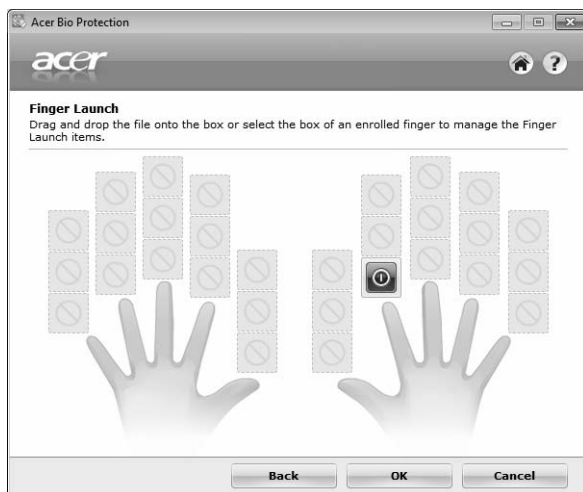 Acer Bio Protection
acer
?
Finger Launch
Drag and drop the file onto the box or select the box of an enrolled finger to manage the Finger
Launch items.
Back OK Cancel